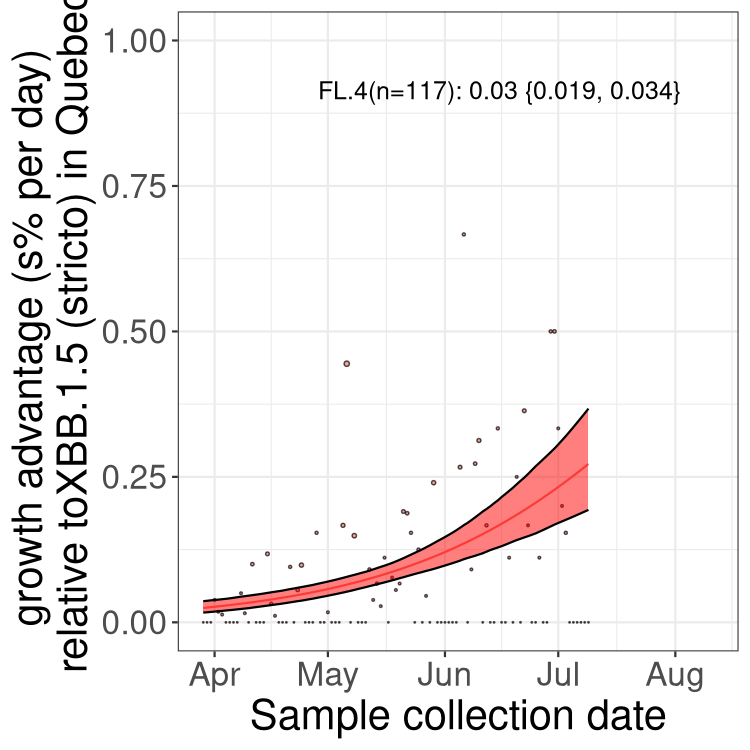 growth advantage (s% per day)
relative toXBB.1.5 (stricto) in Quebec
1.00
0.75
0.50
0.25
0.00
FL.4(n=117): 0.03 {0.019, 0.034}
Apr May Jun Jul Aug
Sample collection date